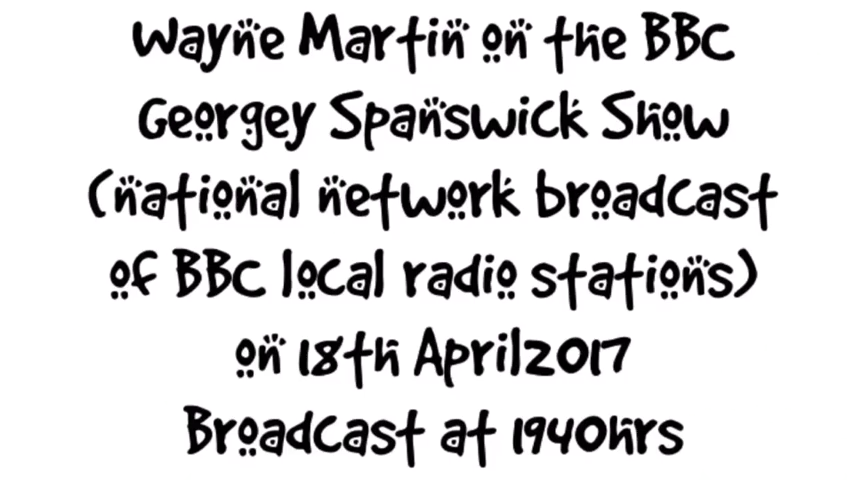 Wayne Martin on the BBC
Georgey Spanswick Show
(national network broadcast
of BBC local radio stations)
on 18th April2017
Broadcast at 1940hrs